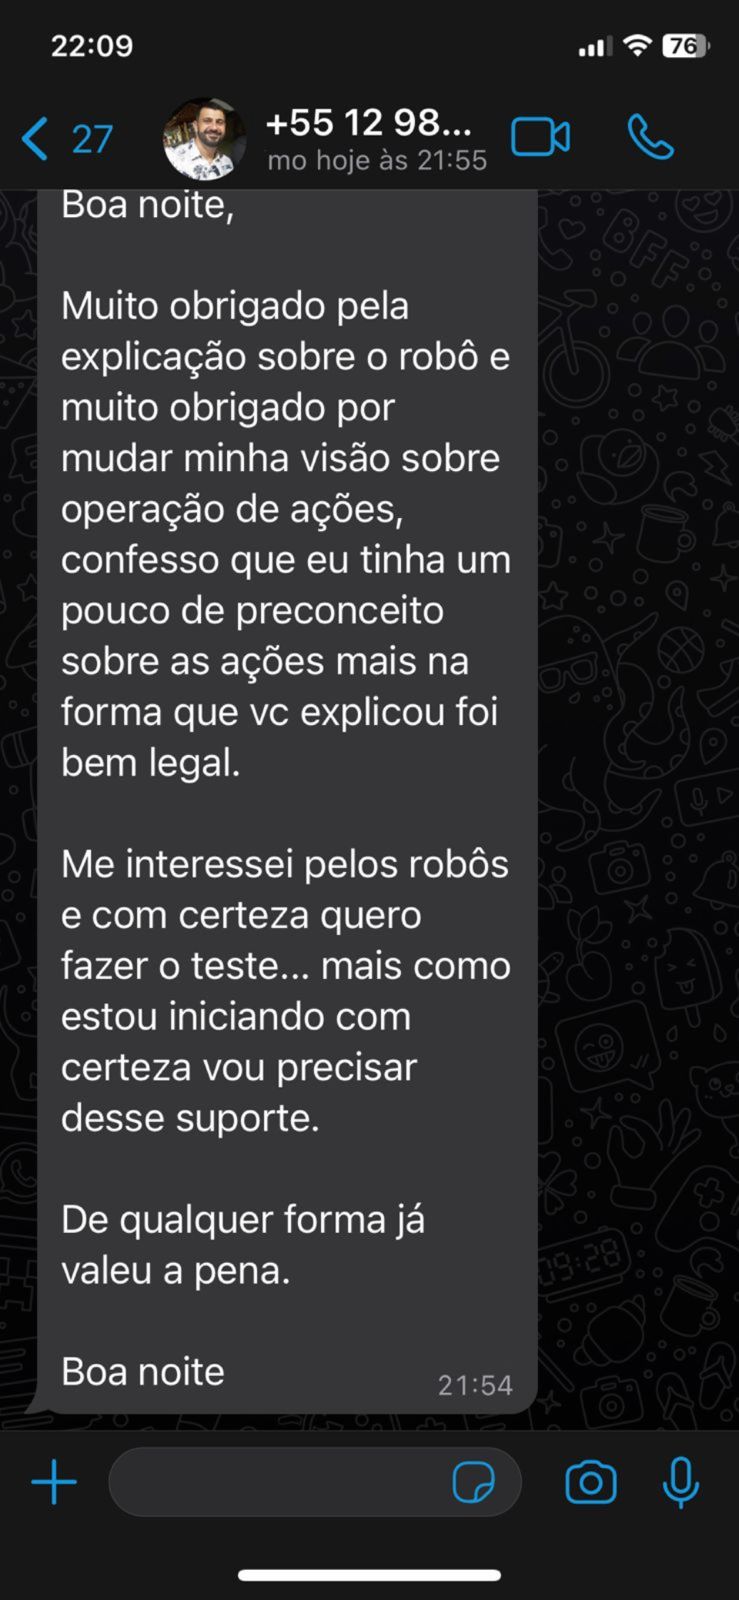 22:09
76
27
+55 12 98...
mo hoje às 21:55
Boa noite,
Muito obrigado pela
explicação sobre o robô e
muito obrigado por
mudar minha visão sobre
operação de ações,
confesso que eu tinha um
pouco de preconceito
sobre as ações mais na
forma que vc explicou foi
bem legal.
Me interessei pelos robôs
e com certeza quero
fazer o teste... mais como
estou iniciando com
certeza vou precisar
desse suporte.
De qualquer forma já
valeu a pena.
Boa noite
21:54
BFF
09:28